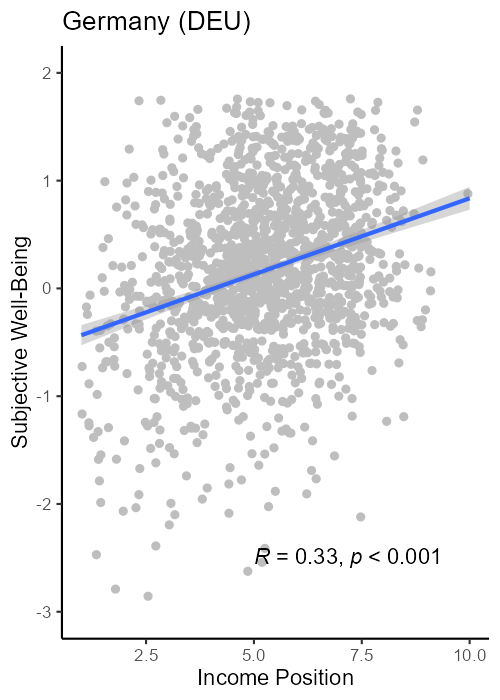 Germany (DEU)
Subjective Well-Being
2
1
0
-1
-2
-3
R = 0.33, p < 0.001
2.5 5.0 7.5 10.0
Income Position